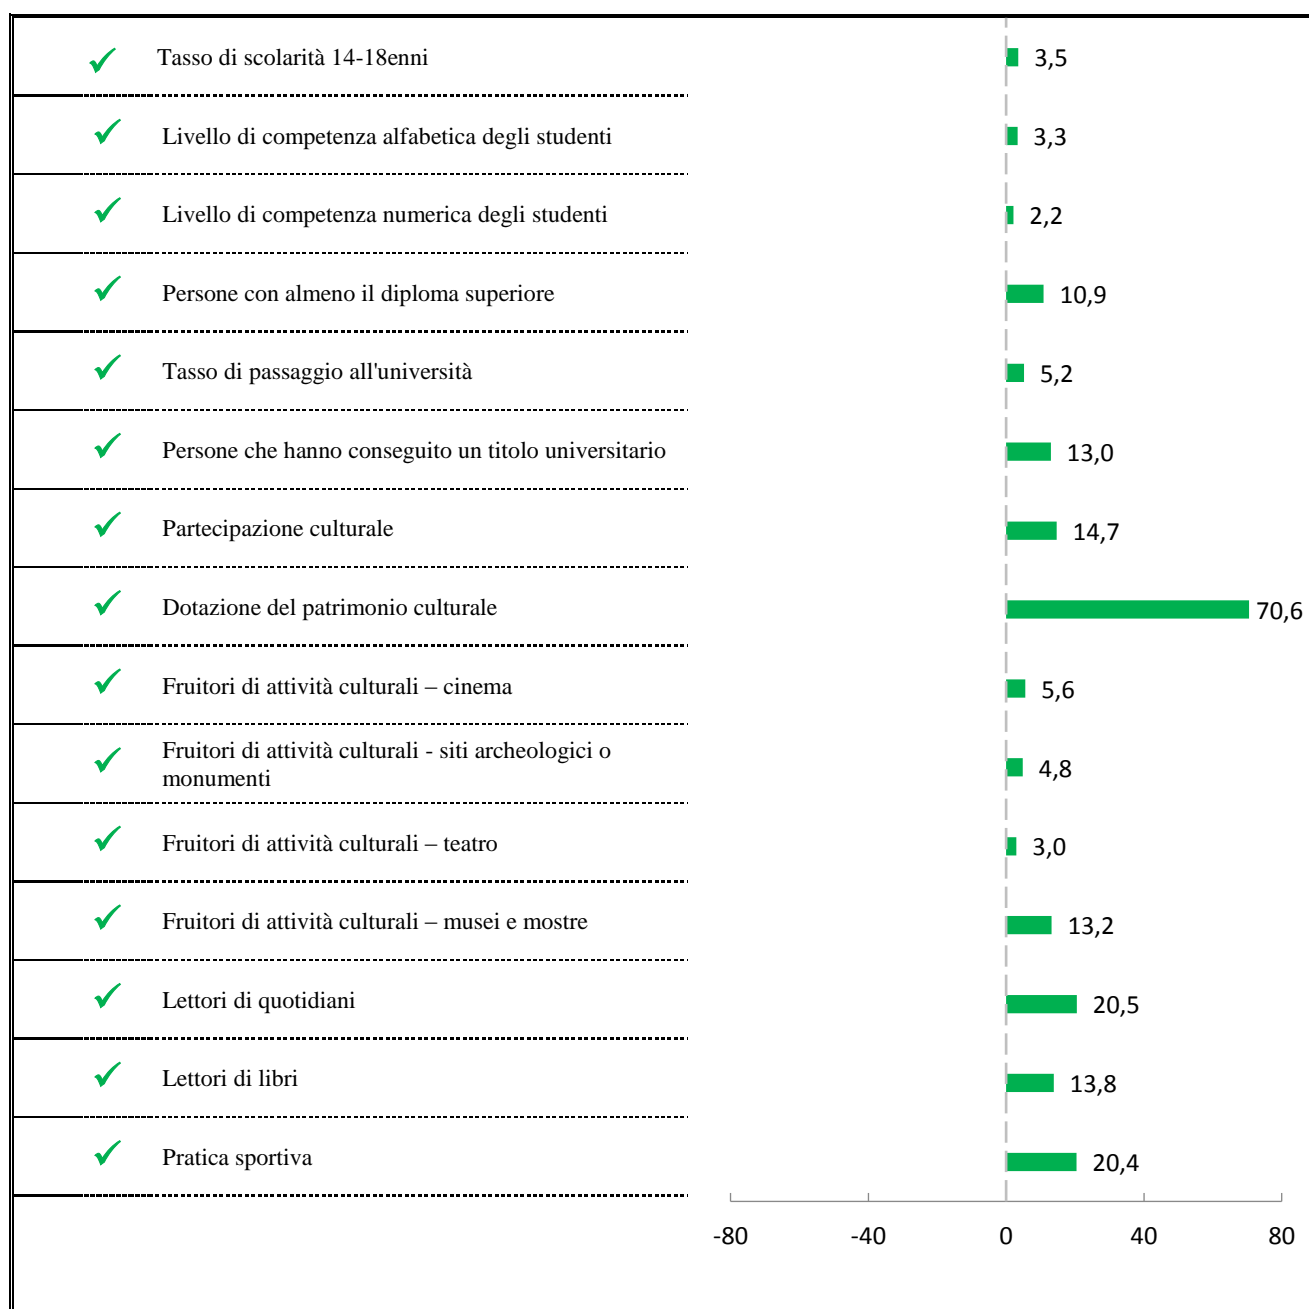 Tasso di scolarità 14-18enni 3,5
Livello di competenza alfabetica degli studenti 3,3
Livello di competenza numerica degli studenti 2,2
Persone con almeno il diploma superiore 10,9
Tasso di passaggio all'università 5,2
Persone che hanno conseguito un titolo universitario 13,0
Partecipazione culturale 14,7
Dotazione del patrimonio culturale 70,6
Fruitori di attività culturali – cinema 5,6
Fruitori di attività culturali - siti archeologici o
monumenti 4,8
Fruitori di attività culturali – teatro 3,0
Fruitori di attività culturali – musei e mostre 13,2
Lettori di quotidiani 20,5
Lettori di libri 13,8
Pratica sportiva 20,4
-80 -40 0 40 80